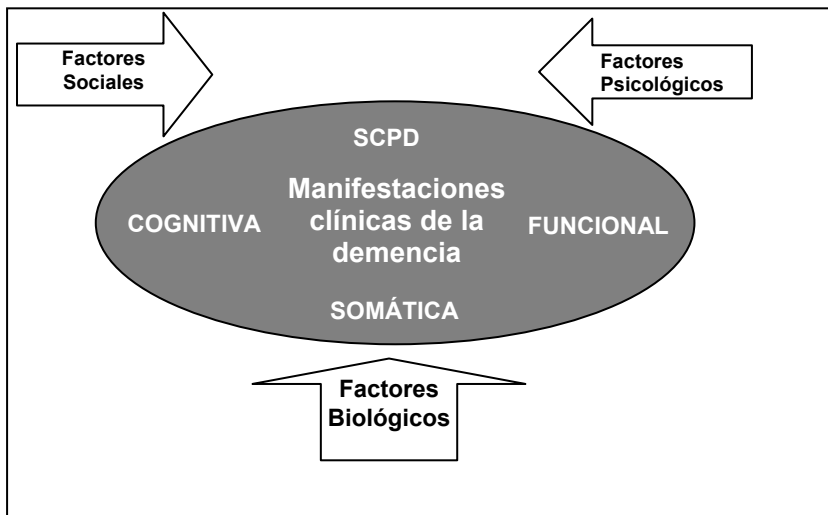 Factores
Sociales
Factores
Psicológicos
SCPD
Manifestaciones
clínicas de la
demencia
COGNITIVA
FUNCIONAL
SOMÁTICA
Factores
Biológicos